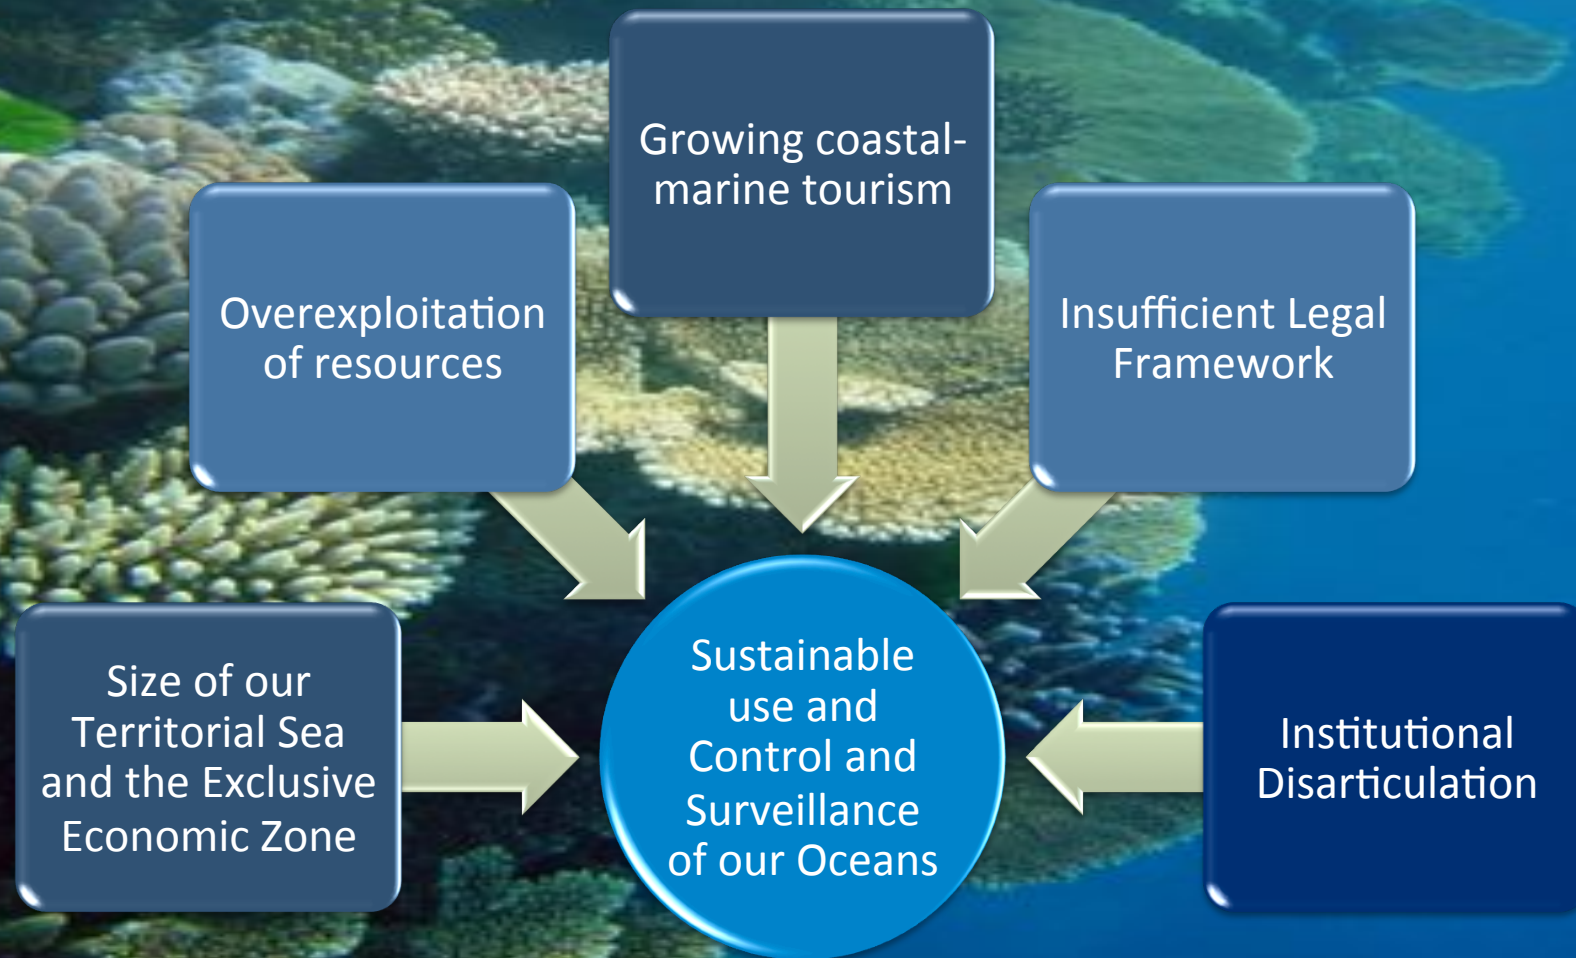 Growing coastal-
marine tourism
Overexploitation
of resources
Insufficient Legal
Framework
Size of our
Territorial Sea
and the Exclusive
Economic Zone
Sustainable
use and
Control and
Surveillance
of our Oceans
Institutional
Disarticulation